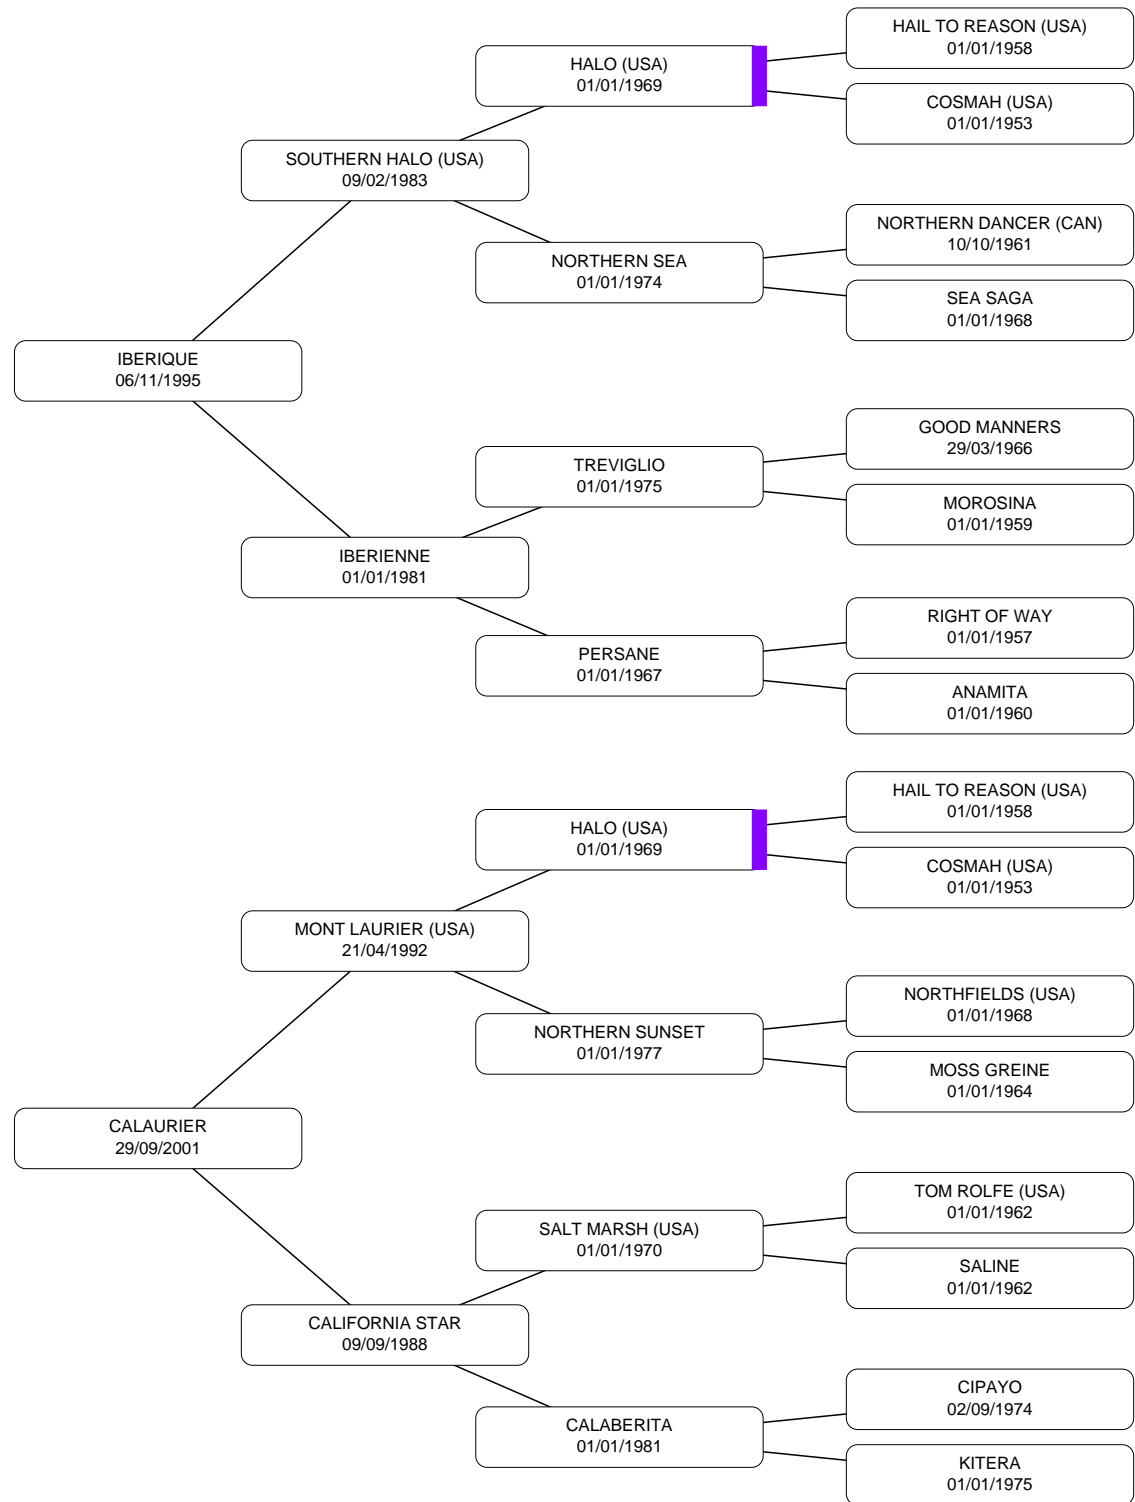 HAIL TO REASON (USA)
01/01/1958
HALO (USA)
01/01/1969
COSMAH (USA)
01/01/1953
SOUTHERN HALO (USA)
09/02/1983
NORTHERN DANCER (CAN)
10/10/1961
NORTHERN SEA
01/01/1974
SEA SAGA
01/01/1968
IBERIQUE
06/11/1995
GOOD MANNERS
29/03/1966
TREVIGLIO
01/01/1975
MOROSINA
01/01/1959
IBERIENNE
01/01/1981
RIGHT OF WAY
01/01/1957
PERSANE
01/01/1967
ANAMITA
01/01/1960
HAIL TO REASON (USA)
01/01/1958
HALO (USA)
01/01/1969
COSMAH (USA)
01/01/1953
MONT LAURIER (USA)
21/04/1992
NORTHFIELDS (USA)
01/01/1968
NORTHERN SUNSET
01/01/1977
MOSS GREINE
01/01/1964
CALAURIER
29/09/2001
TOM ROLFE (USA)
01/01/1962
SALT MARSH (USA)
01/01/1970
SALINE
01/01/1962
CALIFORNIA STAR
09/09/1988
CIPAYO
02/09/1974
CALABERITA
01/01/1981
KITERA
01/01/1975